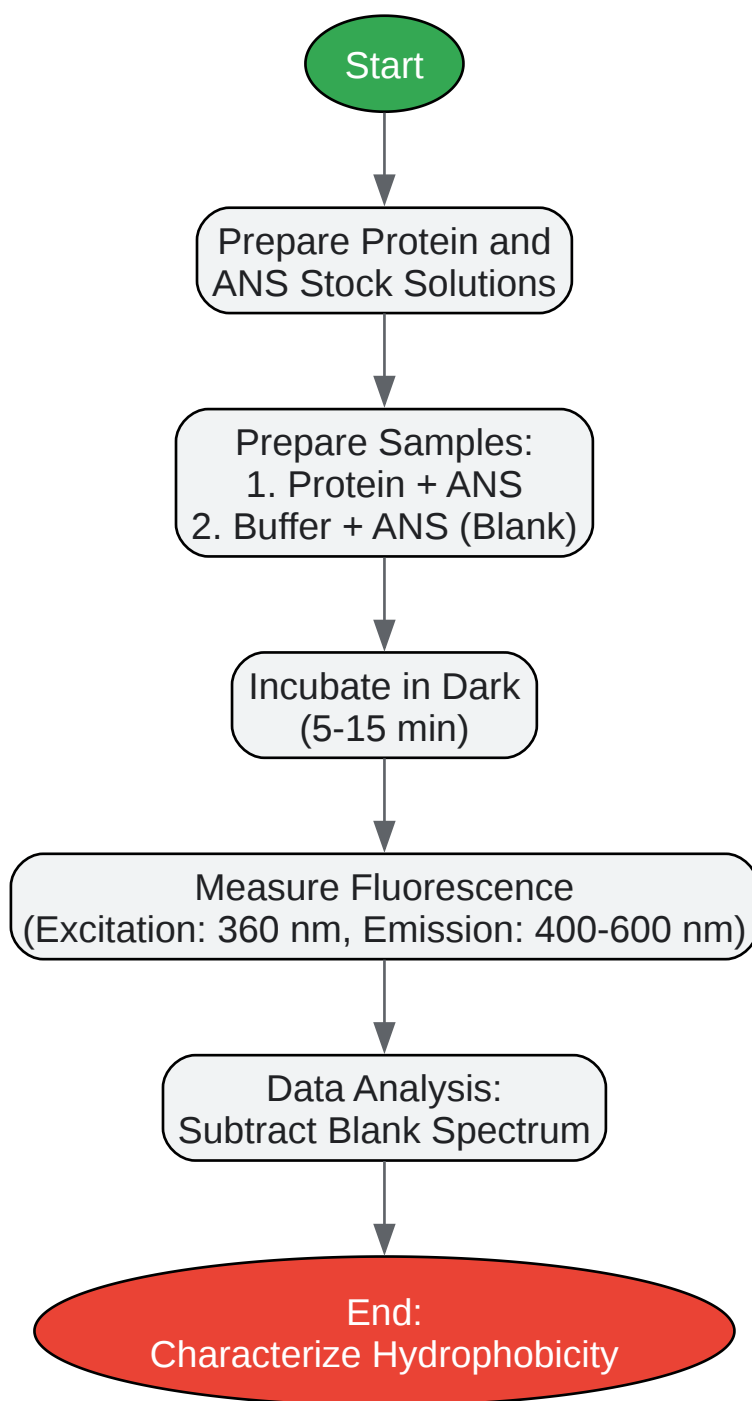 Start
Prepare Protein and
ANS Stock Solutions
Prepare Samples:
1. Protein + ANS
2. Buffer + ANS (Blank)
Incubate in Dark
(5-15 min)
Measure Fluorescence
(Excitation: 360 nm, Emission: 400-600 nm)
Data Analysis:
Subtract Blank Spectrum
End:
Characterize Hydrophobicity